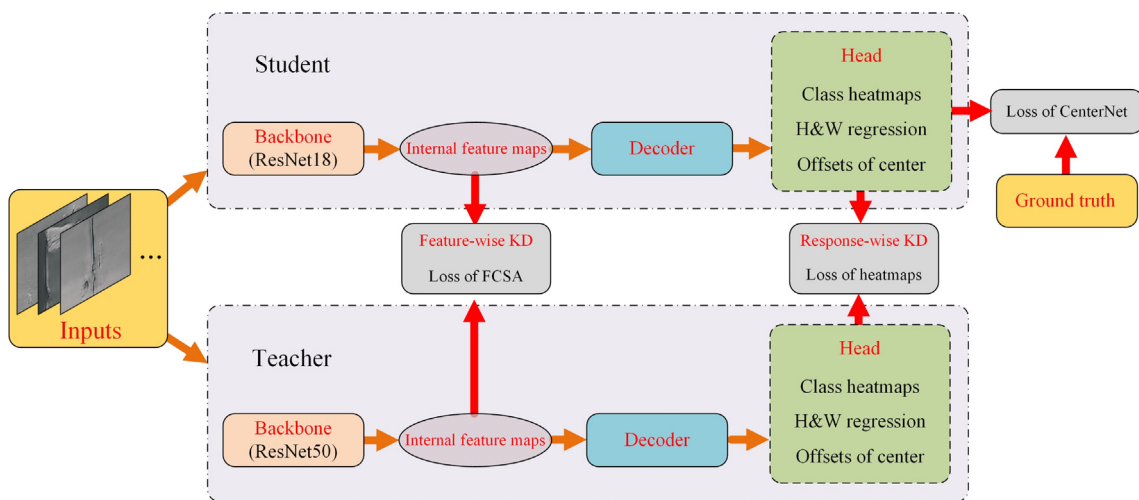 Student
Backbone
(ResNet18)
Internal feature maps
Decoder
Head
Class heatmaps
H&W regression
Offsets of center
Loss of CenterNet
Ground truth
...
Inputs
Feature-wise KD
Loss of FCSA
Response-wise KD
Loss of heatmaps
Teacher
Backbone
(ResNet50)
Internal feature maps
Decoder
Head
Class heatmaps
H&W regression
Offsets of center